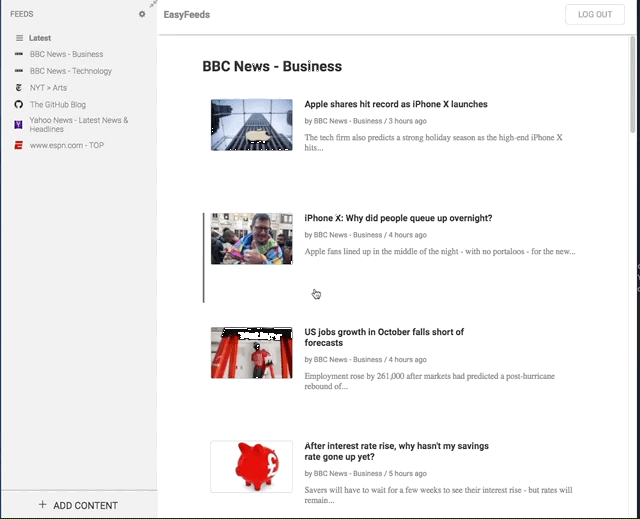 FEEDS
Latest
BBC News - Business
BBC News - Technology
NYT > Arts
The GitHub Blog
Yahoo News - Latest News &
Headlines
www.espn.com - TOP
+ ADD CONTENT
EasyFeeds
LOG OUT
BBC News - Business
Apple shares hit record as iPhone X launches
by BBC News - Business / 3 hours ago
The tech firm also predicts a strong holiday season as the high-end iPhone X
hits...
iPhone X: Why did people queue up overnight?
by BBC News - Business / 4 hours ago
Apple fans lined up in the middle of the night - with no portaloos - for the new...
US jobs growth in October falls short of
forecasts
by BBC News - Business / 4 hours ago
Employment rose by 261,000 after markets had predicted a post-hurricane
rebound of...
After interest rate rise, why hasn't my savings
rate gone up yet?
by BBC News - Business / 5 hours ago
Savers will have to wait for a few weeks to see their interest rise - but rates will
remain...